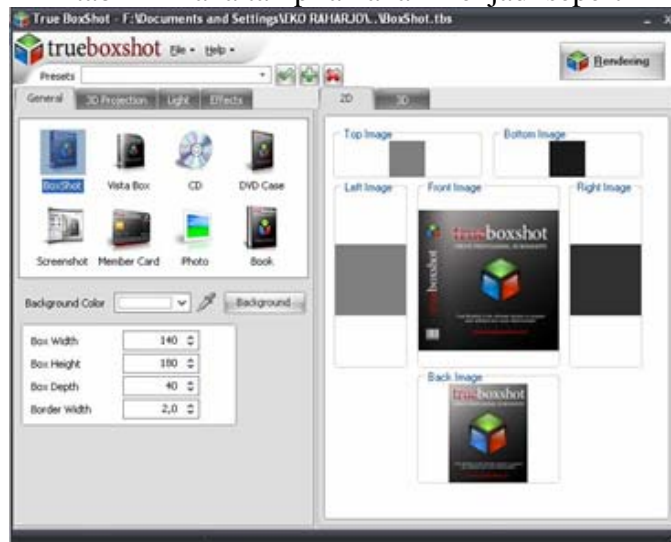 True BoxShot - F:\Documents and Settings\EKO RAHARJO\..\BoxShot.tbs
trueboxshot File Help
Presets
Rendering
General 3D Projection Light Effects
BoxShot Vista Box CD DVD Case
Screenshot Member Card Photo Book
Background Color Background
Box Width 140
Box Height 180
Box Depth 40
Border Width 2,0
2D 3D
Top Image Bottom Image
Left Image Front Image Right Image
trueboxshot
trueboxshot
Back Image
trueboxshot